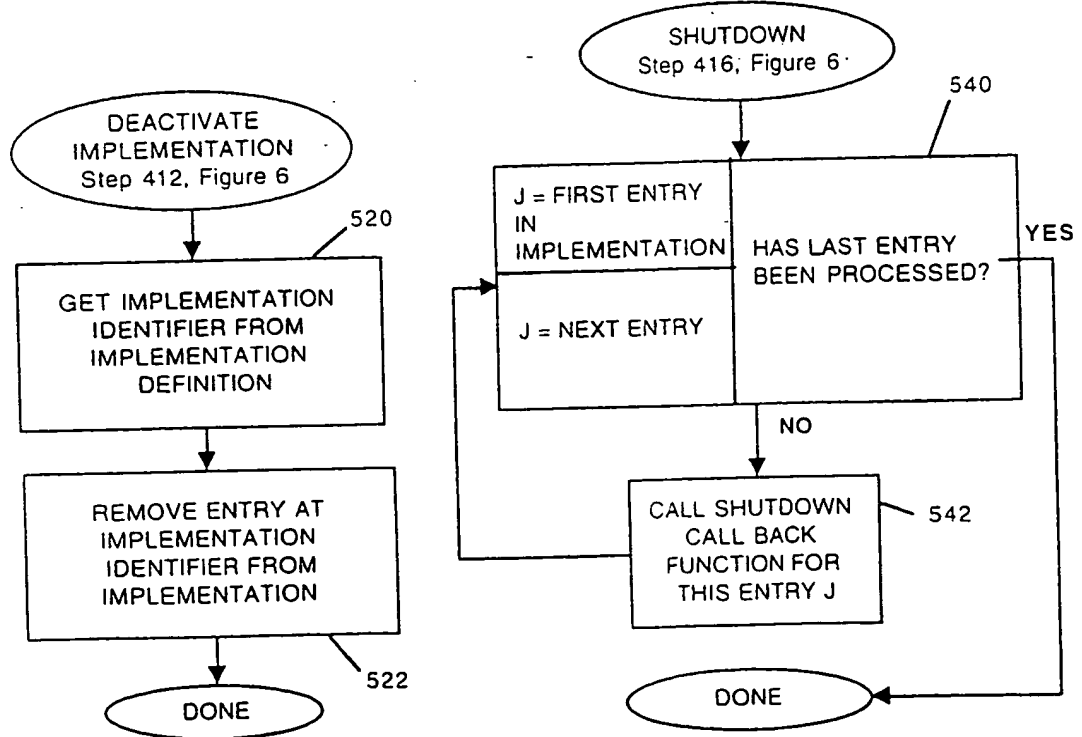 DEACTIVATE
IMPLEMENTATION
Step 412, Figure 6
520
GET IMPLEMENTATION
IDENTIFIER FROM
IMPLEMENTATION
DEFINITION
REMOVE ENTRY AT
IMPLEMENTATION
IDENTIFIER FROM
IMPLEMENTATION
522
DONE
SHUTDOWN
Step 416, Figure 6
540
J = FIRST ENTRY
IN
IMPLEMENTATION
J = NEXT ENTRY
HAS LAST ENTRY
BEEN PROCESSED?
YES
NO
CALL SHUTDOWN
CALL BACK
FUNCTION FOR
THIS ENTRY J
542
DONE